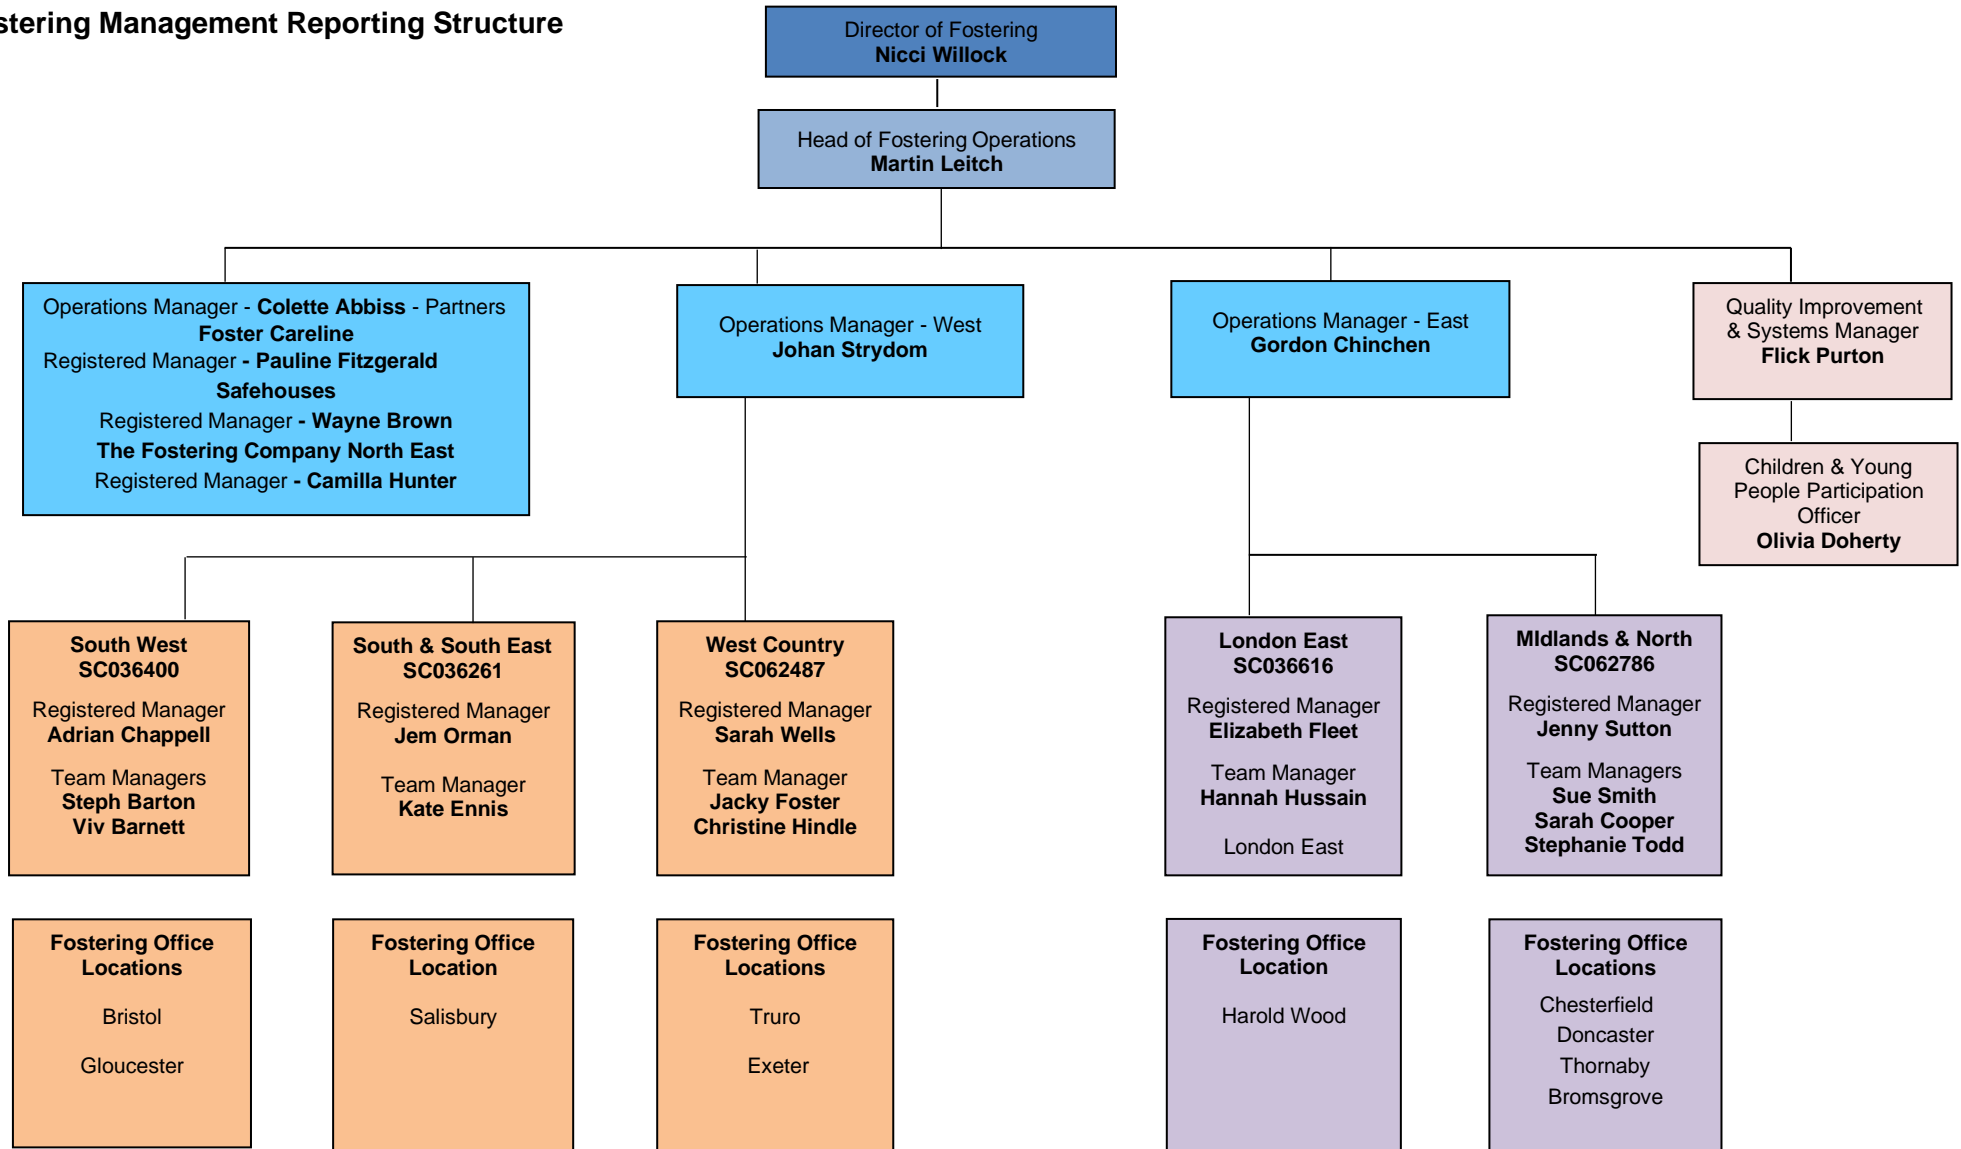 stering Management Reporting Structure
Director of Fostering
Nicci Willock
Head of Fostering Operations
Martin Leitch
Operations Manager - Colette Abbiss - Partners
Foster Careline
Registered Manager - Pauline Fitzgerald
Safehouses
Registered Manager - Wayne Brown
The Fostering Company North East
Registered Manager - Camilla Hunter
Operations Manager - West
Johan Strydom
Operations Manager - East
Gordon Chinchen
Quality Improvement
& Systems Manager
Flick Purton
Children & Young
People Participation
Officer
Olivia Doherty
South West
SC036400
Registered Manager
Adrian Chappell
Team Managers
Steph Barton
Viv Barnett
South & South East
SC036261
Registered Manager
Jem Orman
Team Manager
Kate Ennis
West Country
SC062487
Registered Manager
Sarah Wells
Team Manager
Jacky Foster
Christine Hindle
London East
SC036616
Registered Manager
Elizabeth Fleet
Team Manager
Hannah Hussain
London East
MIdlands & North
SC062786
Registered Manager
Jenny Sutton
Team Managers
Sue Smith
Sarah Cooper
Stephanie Todd
Fostering Office
Locations
Bristol
Gloucester
Fostering Office
Location
Salisbury
Fostering Office
Locations
Truro
Exeter
Fostering Office
Location
Harold Wood
Fostering Office
Locations
Chesterfield
Doncaster
Thornaby
Bromsgrove